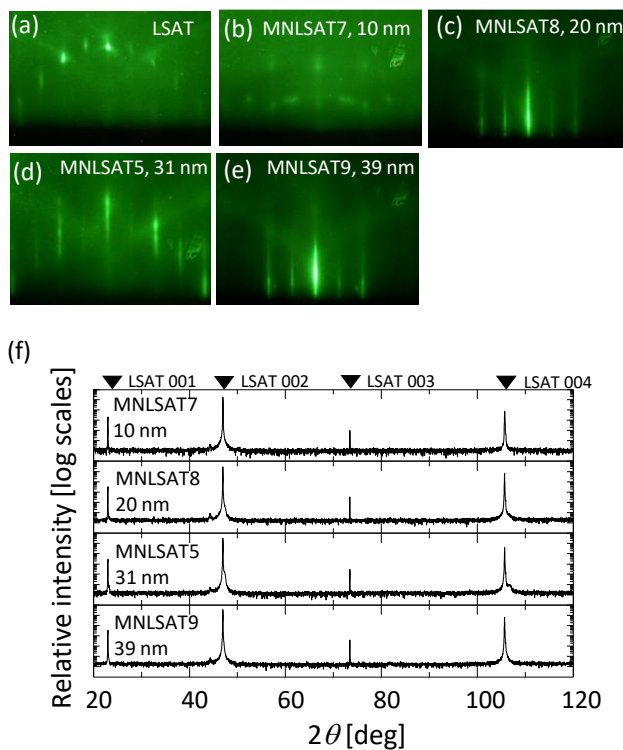 (a) LSAT
(b) MNLSAT7, 10 nm
(c) MNLSAT8, 20 nm
(d) MNLSAT5, 31 nm
(e) MNLSAT9, 39 nm
(f)
▼ LSAT 001 ▼ LSAT 002 ▼ LSAT 003 ▼ LSAT 004
Relative intensity [log scales]
MNLSAT7
10 nm
MNLSAT8
20 nm
MNLSAT5
31 nm
MNLSAT9
39 nm
20 40 60 80 100 120
2θ [deg]